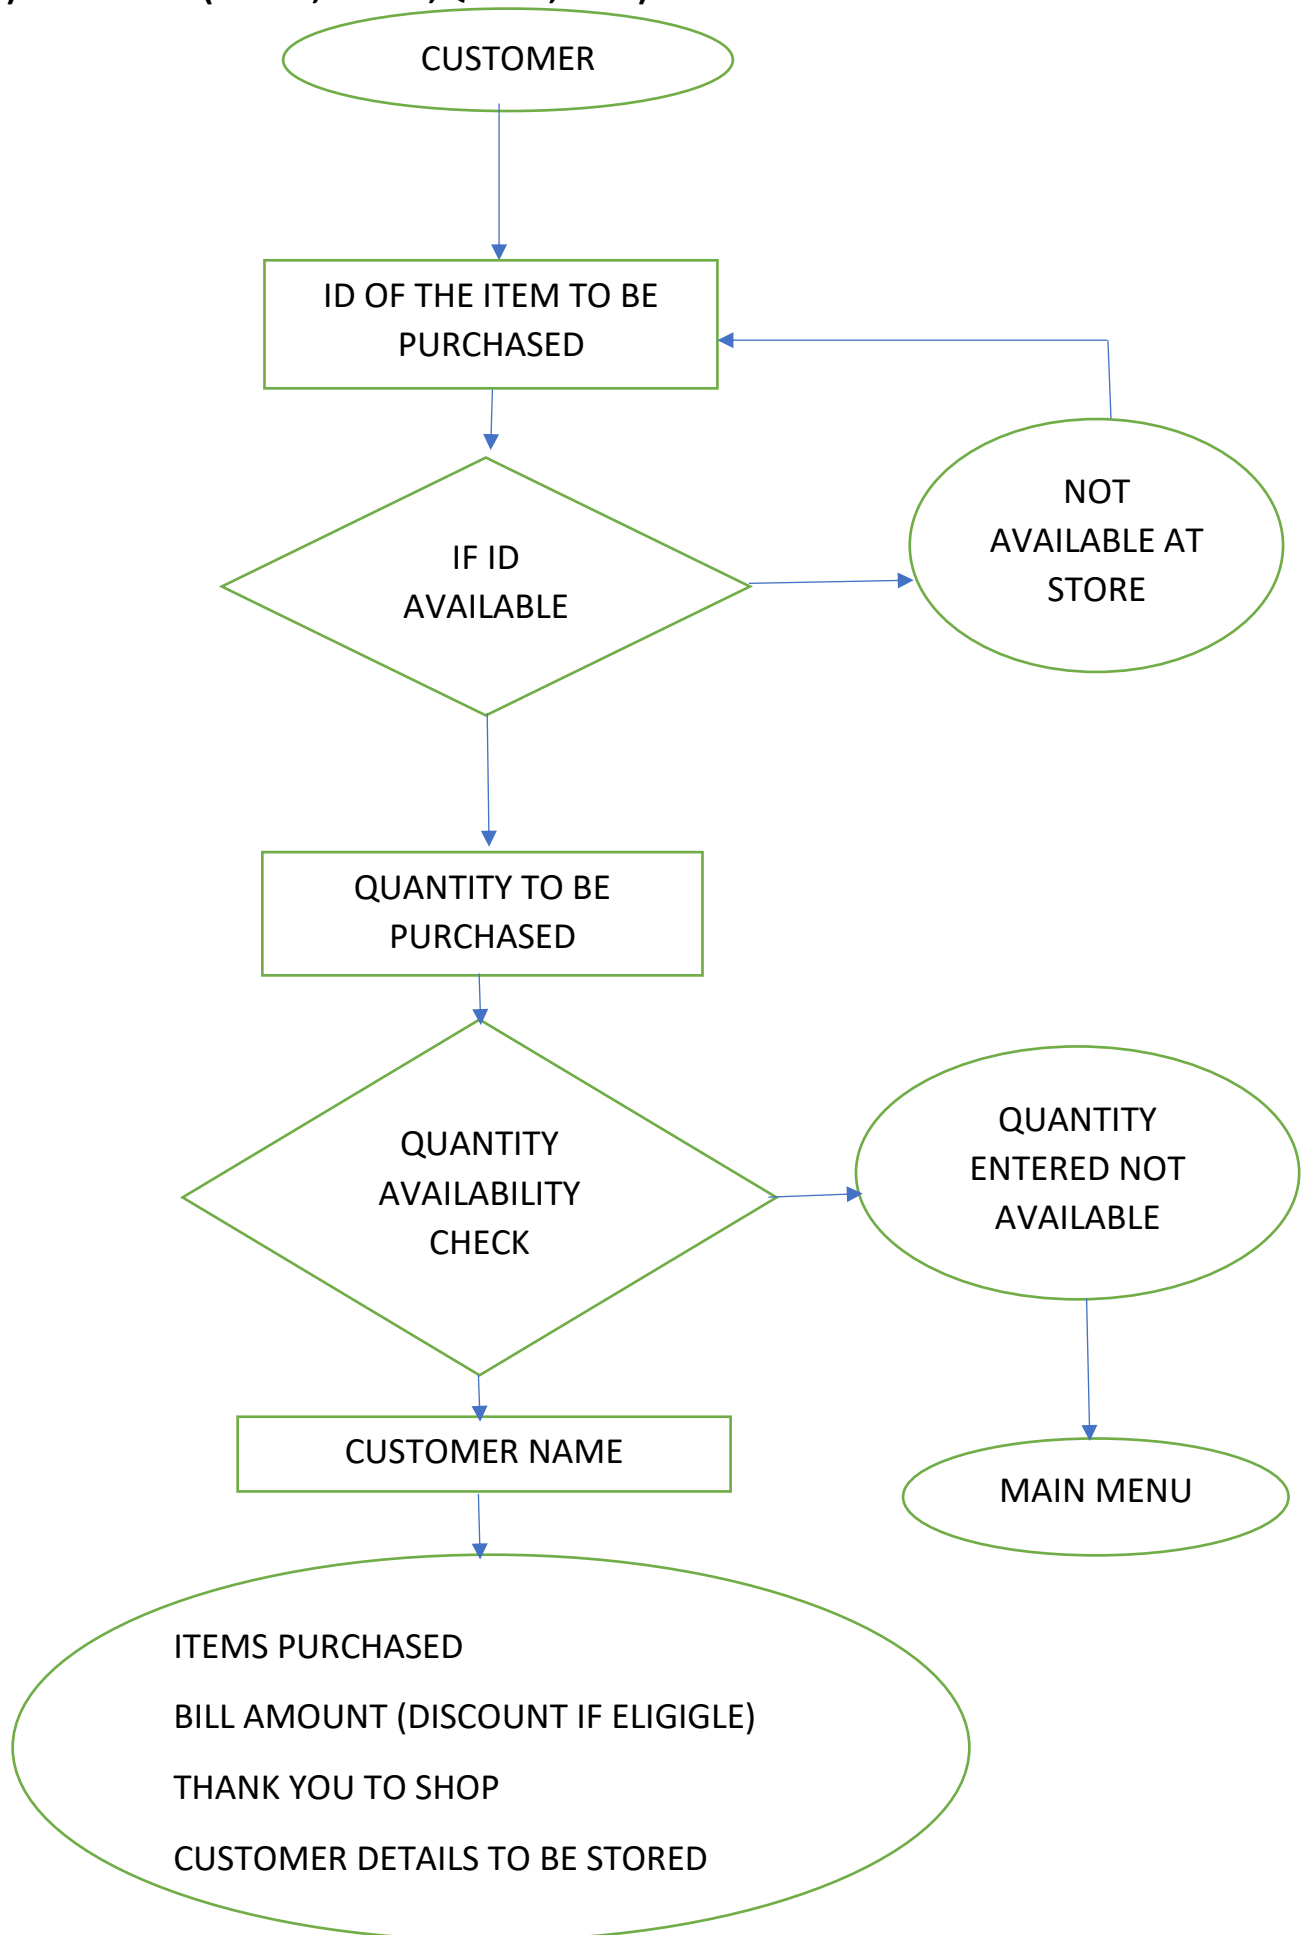 CUSTOMER
ID OF THE ITEM TO BE
PURCHASED
NOT
AVAILABLE AT
STORE
IF ID
AVAILABLE
QUANTITY TO BE
PURCHASED
QUANTITY
AVAILABILITY
CHECK
QUANTITY
ENTERED NOT
AVAILABLE
CUSTOMER NAME
MAIN MENU
ITEMS PURCHASED
BILL AMOUNT (DISCOUNT IF ELIGIGLE)
THANK YOU TO SHOP
CUSTOMER DETAILS TO BE STORED